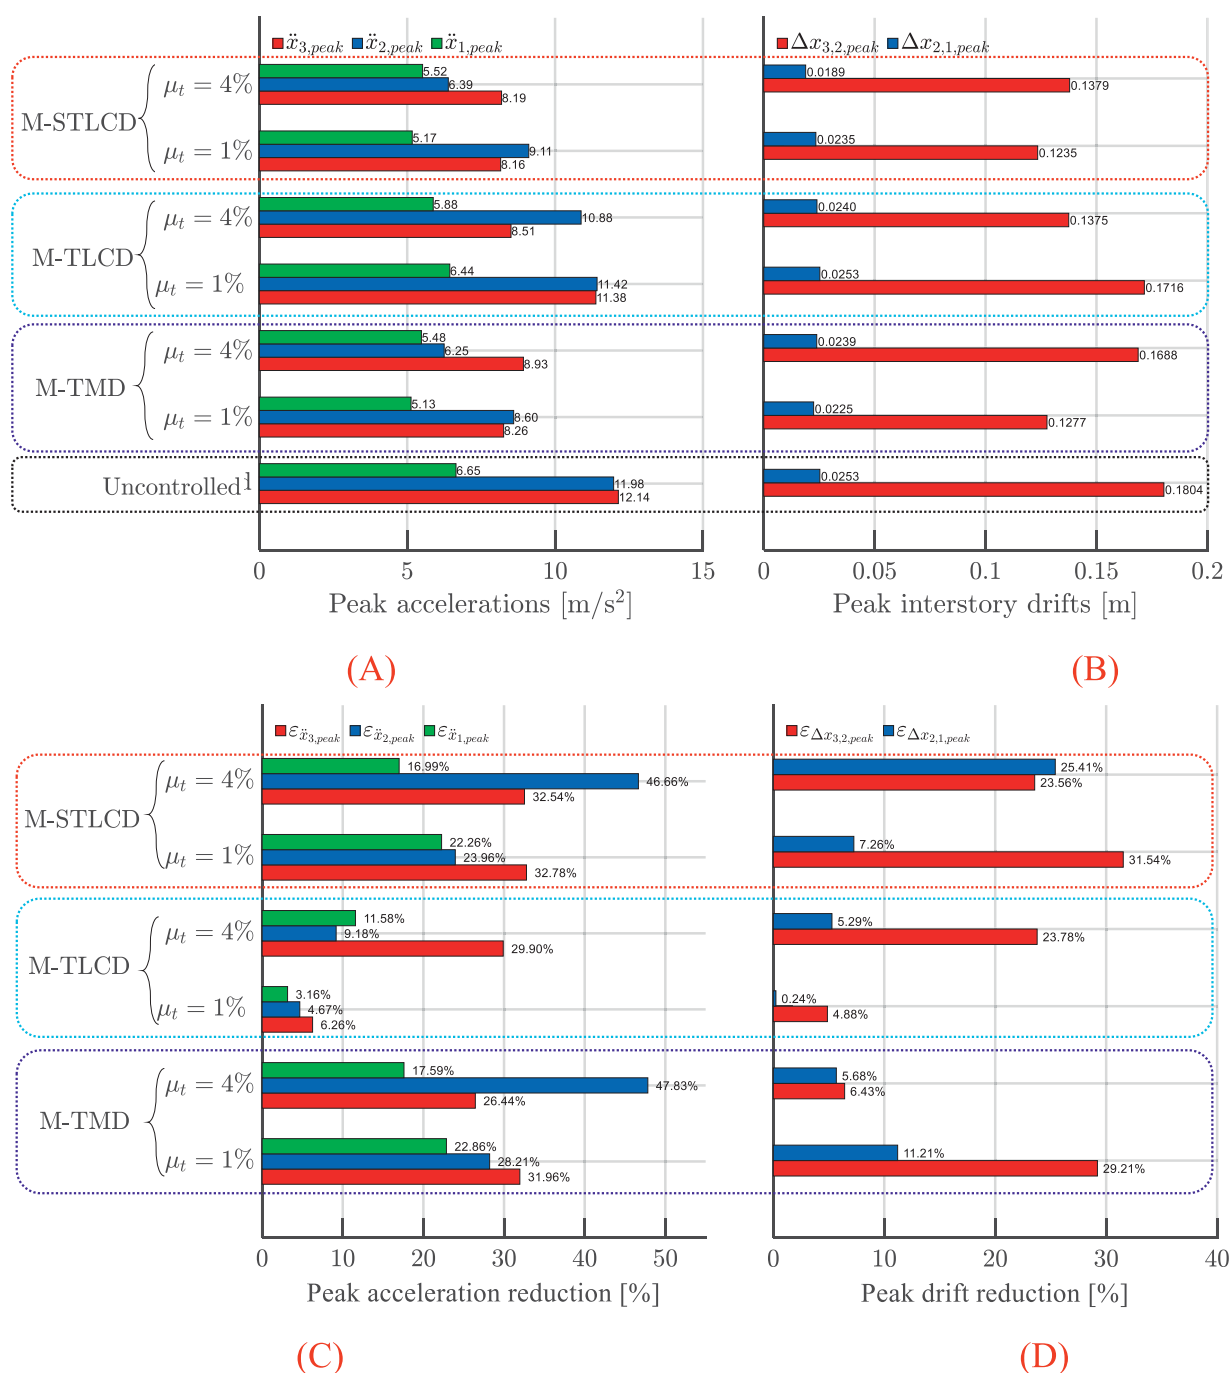 ẍ3,peak ẍ2,peak ẍ1,peak
Δx3,2,peak Δx2,1,peak
M-STLCD
μt = 4%
5.52
6.39
8.19
0.0189
0.1379
μt = 1%
5.17
9.11
8.16
0.0235
0.1235
M-TLCD
μt = 4%
5.88
10.88
8.51
0.0240
0.1375
μt = 1%
6.44
11.42
11.38
0.0253
0.1716
M-TMD
μt = 4%
5.48
6.25
8.93
0.0239
0.1688
μt = 1%
5.13
8.60
8.26
0.0225
0.1277
Uncontrolled1
6.65
11.98
12.14
0.0253
0.1804
0 5 10 15
0 0.05 0.1 0.15 0.2
Peak accelerations [m/s²]
Peak interstory drifts [m]
(A)
(B)
εẍ3,peak εẍ2,peak εẍ1,peak
εΔx3,2,peak εΔx2,1,peak
M-STLCD
μt = 4%
16.99%
46.66%
32.54%
25.41%
23.56%
μt = 1%
22.26%
23.96%
32.78%
7.26%
31.54%
M-TLCD
μt = 4%
11.58%
9.18%
29.90%
5.29%
23.78%
μt = 1%
3.16%
4.67%
6.26%
0.24%
4.88%
M-TMD
μt = 4%
17.59%
47.83%
26.44%
5.68%
6.43%
μt = 1%
22.86%
28.21%
31.96%
11.21%
29.21%
0 10 20 30 40 50
0 10 20 30 40
Peak acceleration reduction [%]
Peak drift reduction [%]
(C)
(D)